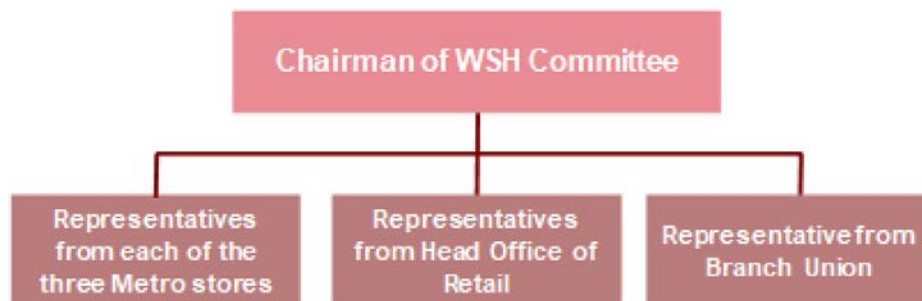 Chairman of WSH Committee
Representatives
from each of the
three Metro stores
Representatives
from Head Office of
Retail
Representative from
Branch Union